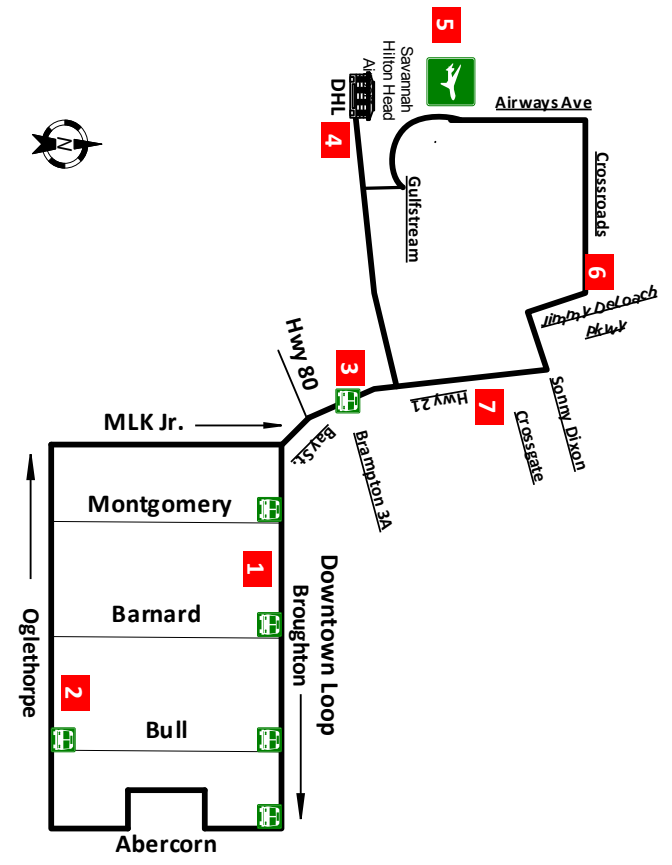 5
Savannah
Hilton Head
DHL
4
Airways Ave
Crossroads
Gulfstream
6
Jimmy DeLoach
Pkwy
N
Hwy 80
3
Hwy 21
7
Sonny Dixon
Crossgate
MLK Jr.
Bay St.
Brampton 3A
Montgomery
1
Downtown Loop
Broughton
Barnard
Oglethorpe
2
Bull
Abercorn